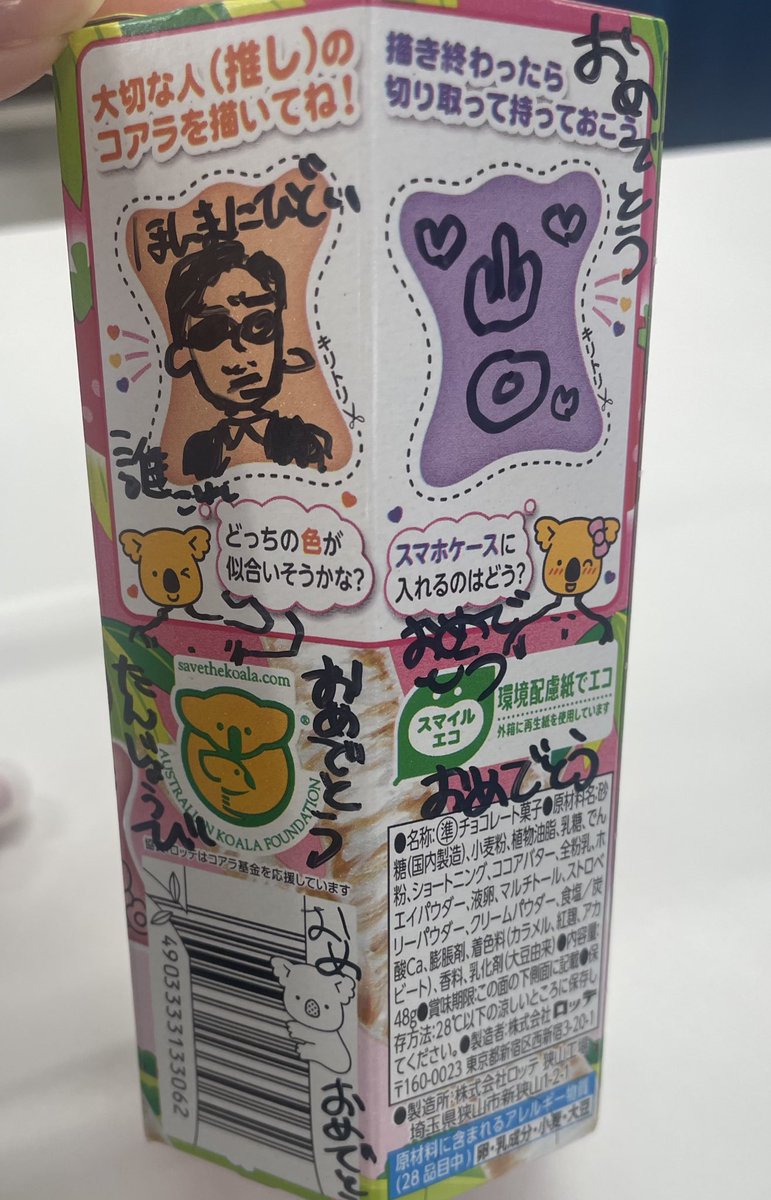 大切な人(推し)の
コアラを描いてね!
ほんまにひどい
キリトリ
誰これ
どっちの色が
似合いそうかな?
描き終わったら
切り取って持っておこう
おめでとう
キリトリ
スマホケースに
入れるのはどう?
おめで
とう
たんじょうび
savethekoala.com
®
AUSTRALIAN KOALA FOUNDATION
おめでとう
ロッテはコアラ基金を応援しています
スマイル
エコ
環境配慮紙でエコ
外箱に再生紙を使用しています
おめでとう
●名称:準チョコレート菓子●原材料名:砂
糖(国内製造)、小麦粉、植物油脂、乳糖、でん
粉、ショートニング、ココアパウダー、全粉乳、ホ
エイパウダー、液卵、マルチトール、ストロベ
リーパウダー、クリームパウダー、食塩/炭
酸Ca、膨脹剤、着色料(カラメル、紅麹、アカ
ビート)、香料、乳化剤(大豆由来)●内容量:
48g●賞味期限:この面の下側面に記載●保
存方法:28℃以下の涼しいところに保存し
てください。●製造者:株式会社ロッテ
〒160-0023 東京都新宿区西新宿3-20-1
●製造所:株式会社ロッテ 狭山工場
埼玉県狭山市新狭山1-2-1
原材料に含まれるアレルギー物質
(28品目中) 卵・乳成分・小麦・大豆
おめ
4903333133062
おめでと